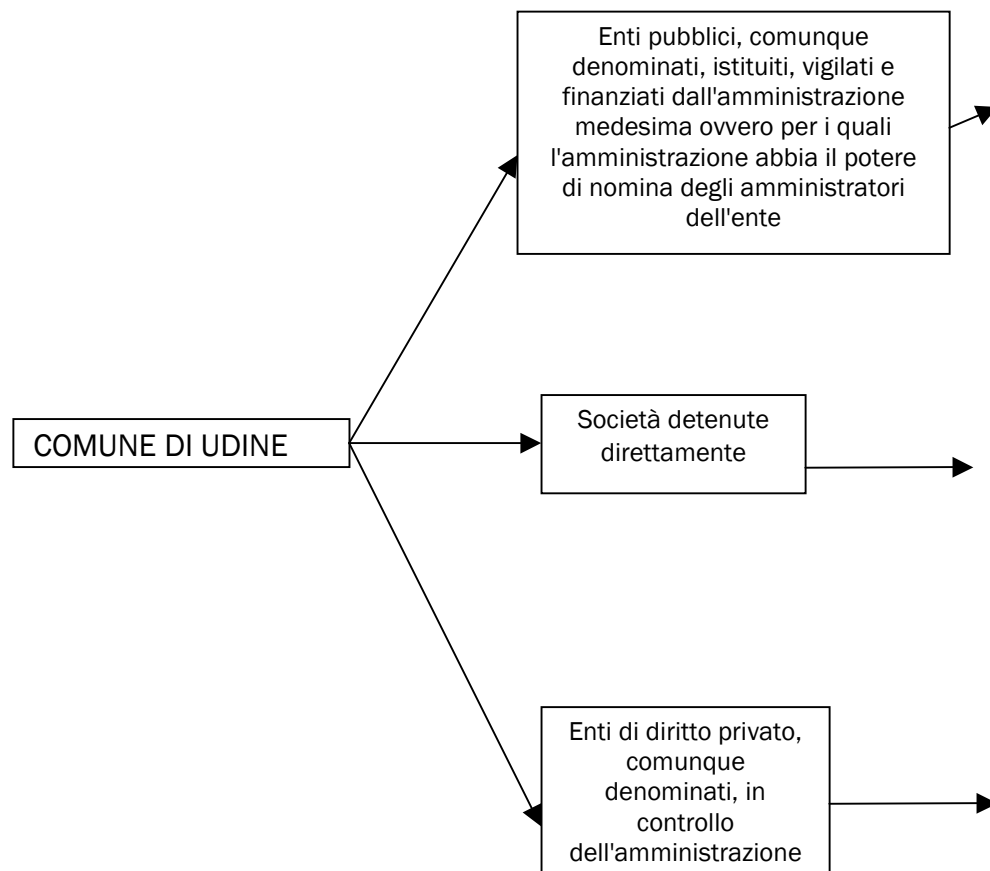 Enti pubblici, comunque
denominati, istituiti, vigilati e
finanziati dall'amministrazione
medesima ovvero per i quali
l'amministrazione abbia il potere
di nomina degli amministratori
dell'ente
COMUNE DI UDINE
Società detenute
direttamente
Enti di diritto privato,
comunque
denominati, in
controllo
dell'amministrazione